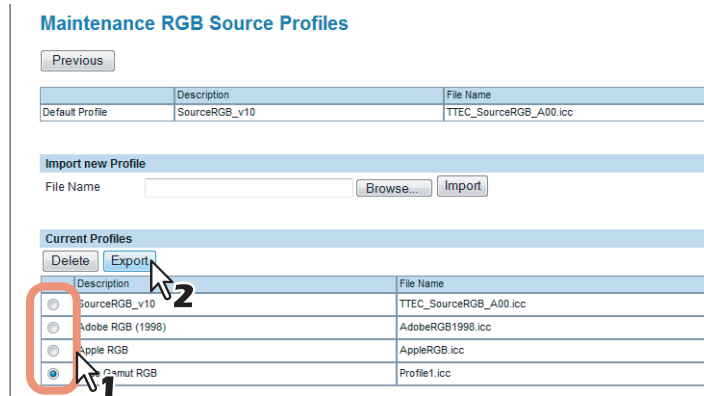 Maintenance RGB Source Profiles
Previous
Description File Name
Default Profile SourceRGB_v10 TTEC_SourceRGB_A00.icc
Import new Profile
File Name Browse... Import
Current Profiles
Delete Export
Description File Name
SourceRGB_v10 TTEC_SourceRGB_A00.icc
2
Adobe RGB (1998) AdobeRGB1998.icc
Apple RGB AppleRGB.icc
Gamut RGB Profile1.icc
1